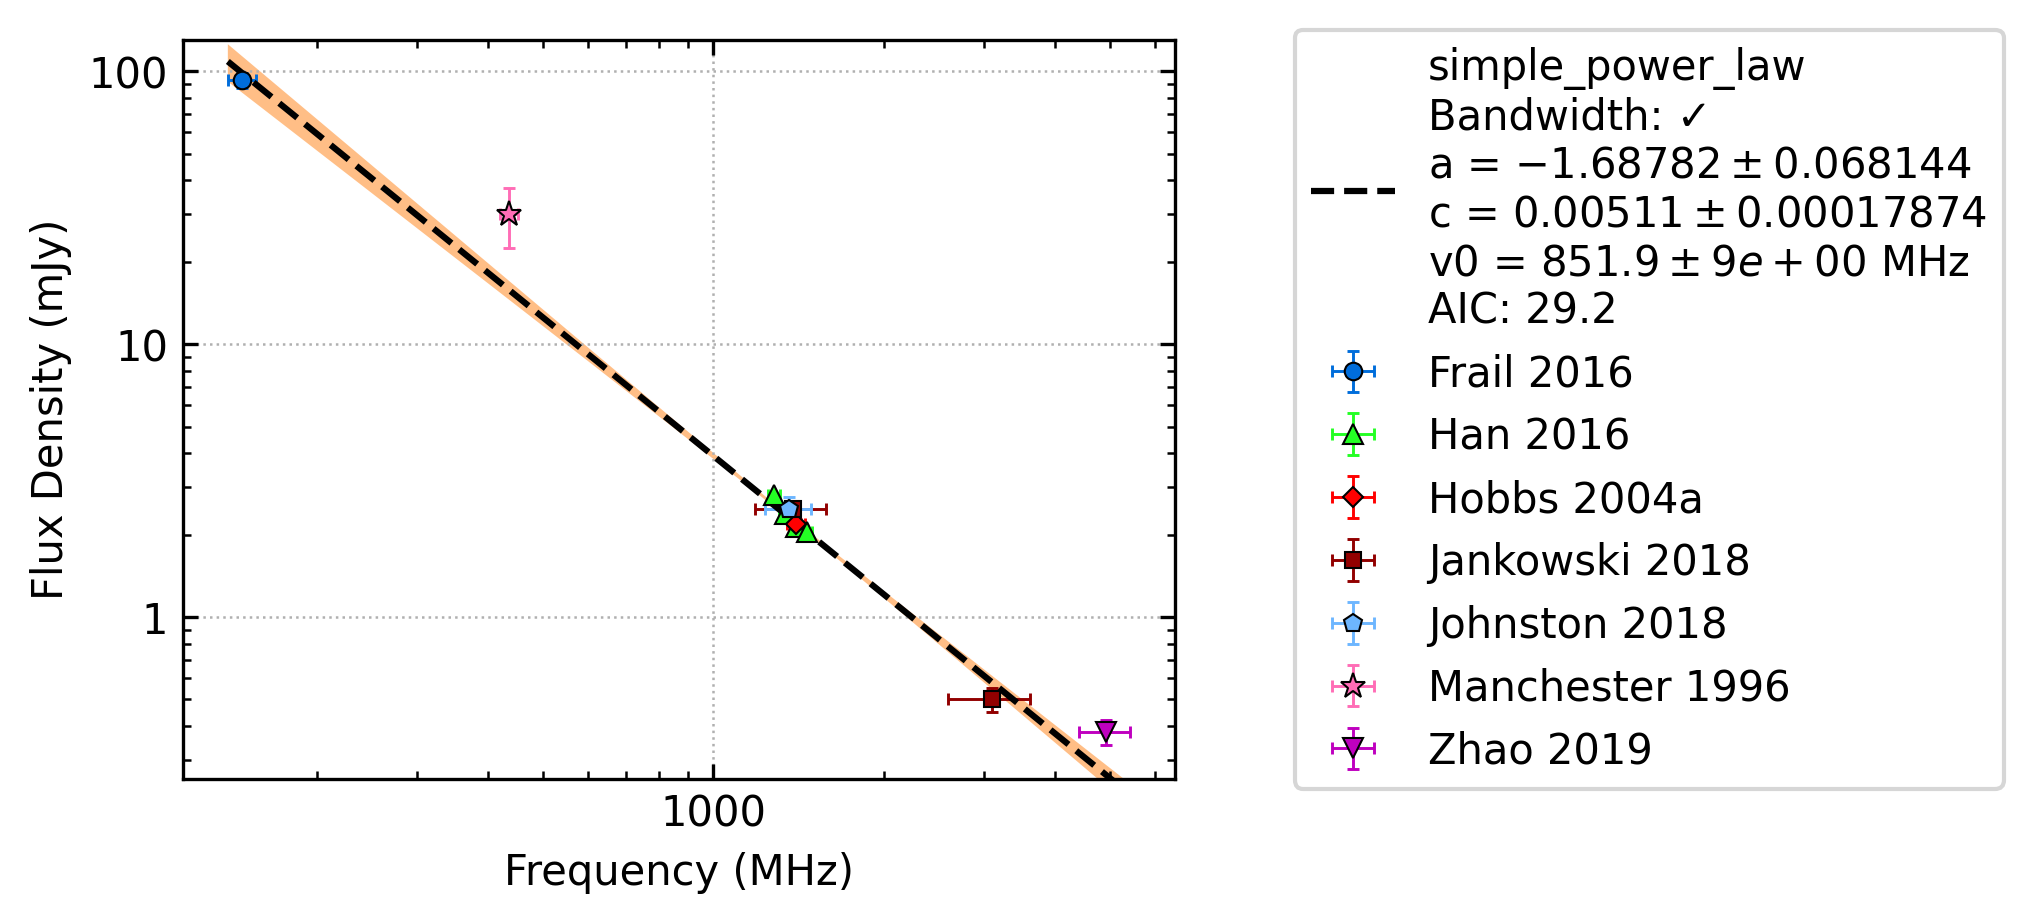 100
10
1
Flux Density (mJy)
1000
Frequency (MHz)
simple_power_law
Bandwidth: ✓
a = −1.68782 ± 0.068144
c = 0.00511 ± 0.00017874
v0 = 851.9 ± 9e + 00 MHz
AIC: 29.2
Frail 2016
Han 2016
Hobbs 2004a
Jankowski 2018
Johnston 2018
Manchester 1996
Zhao 2019